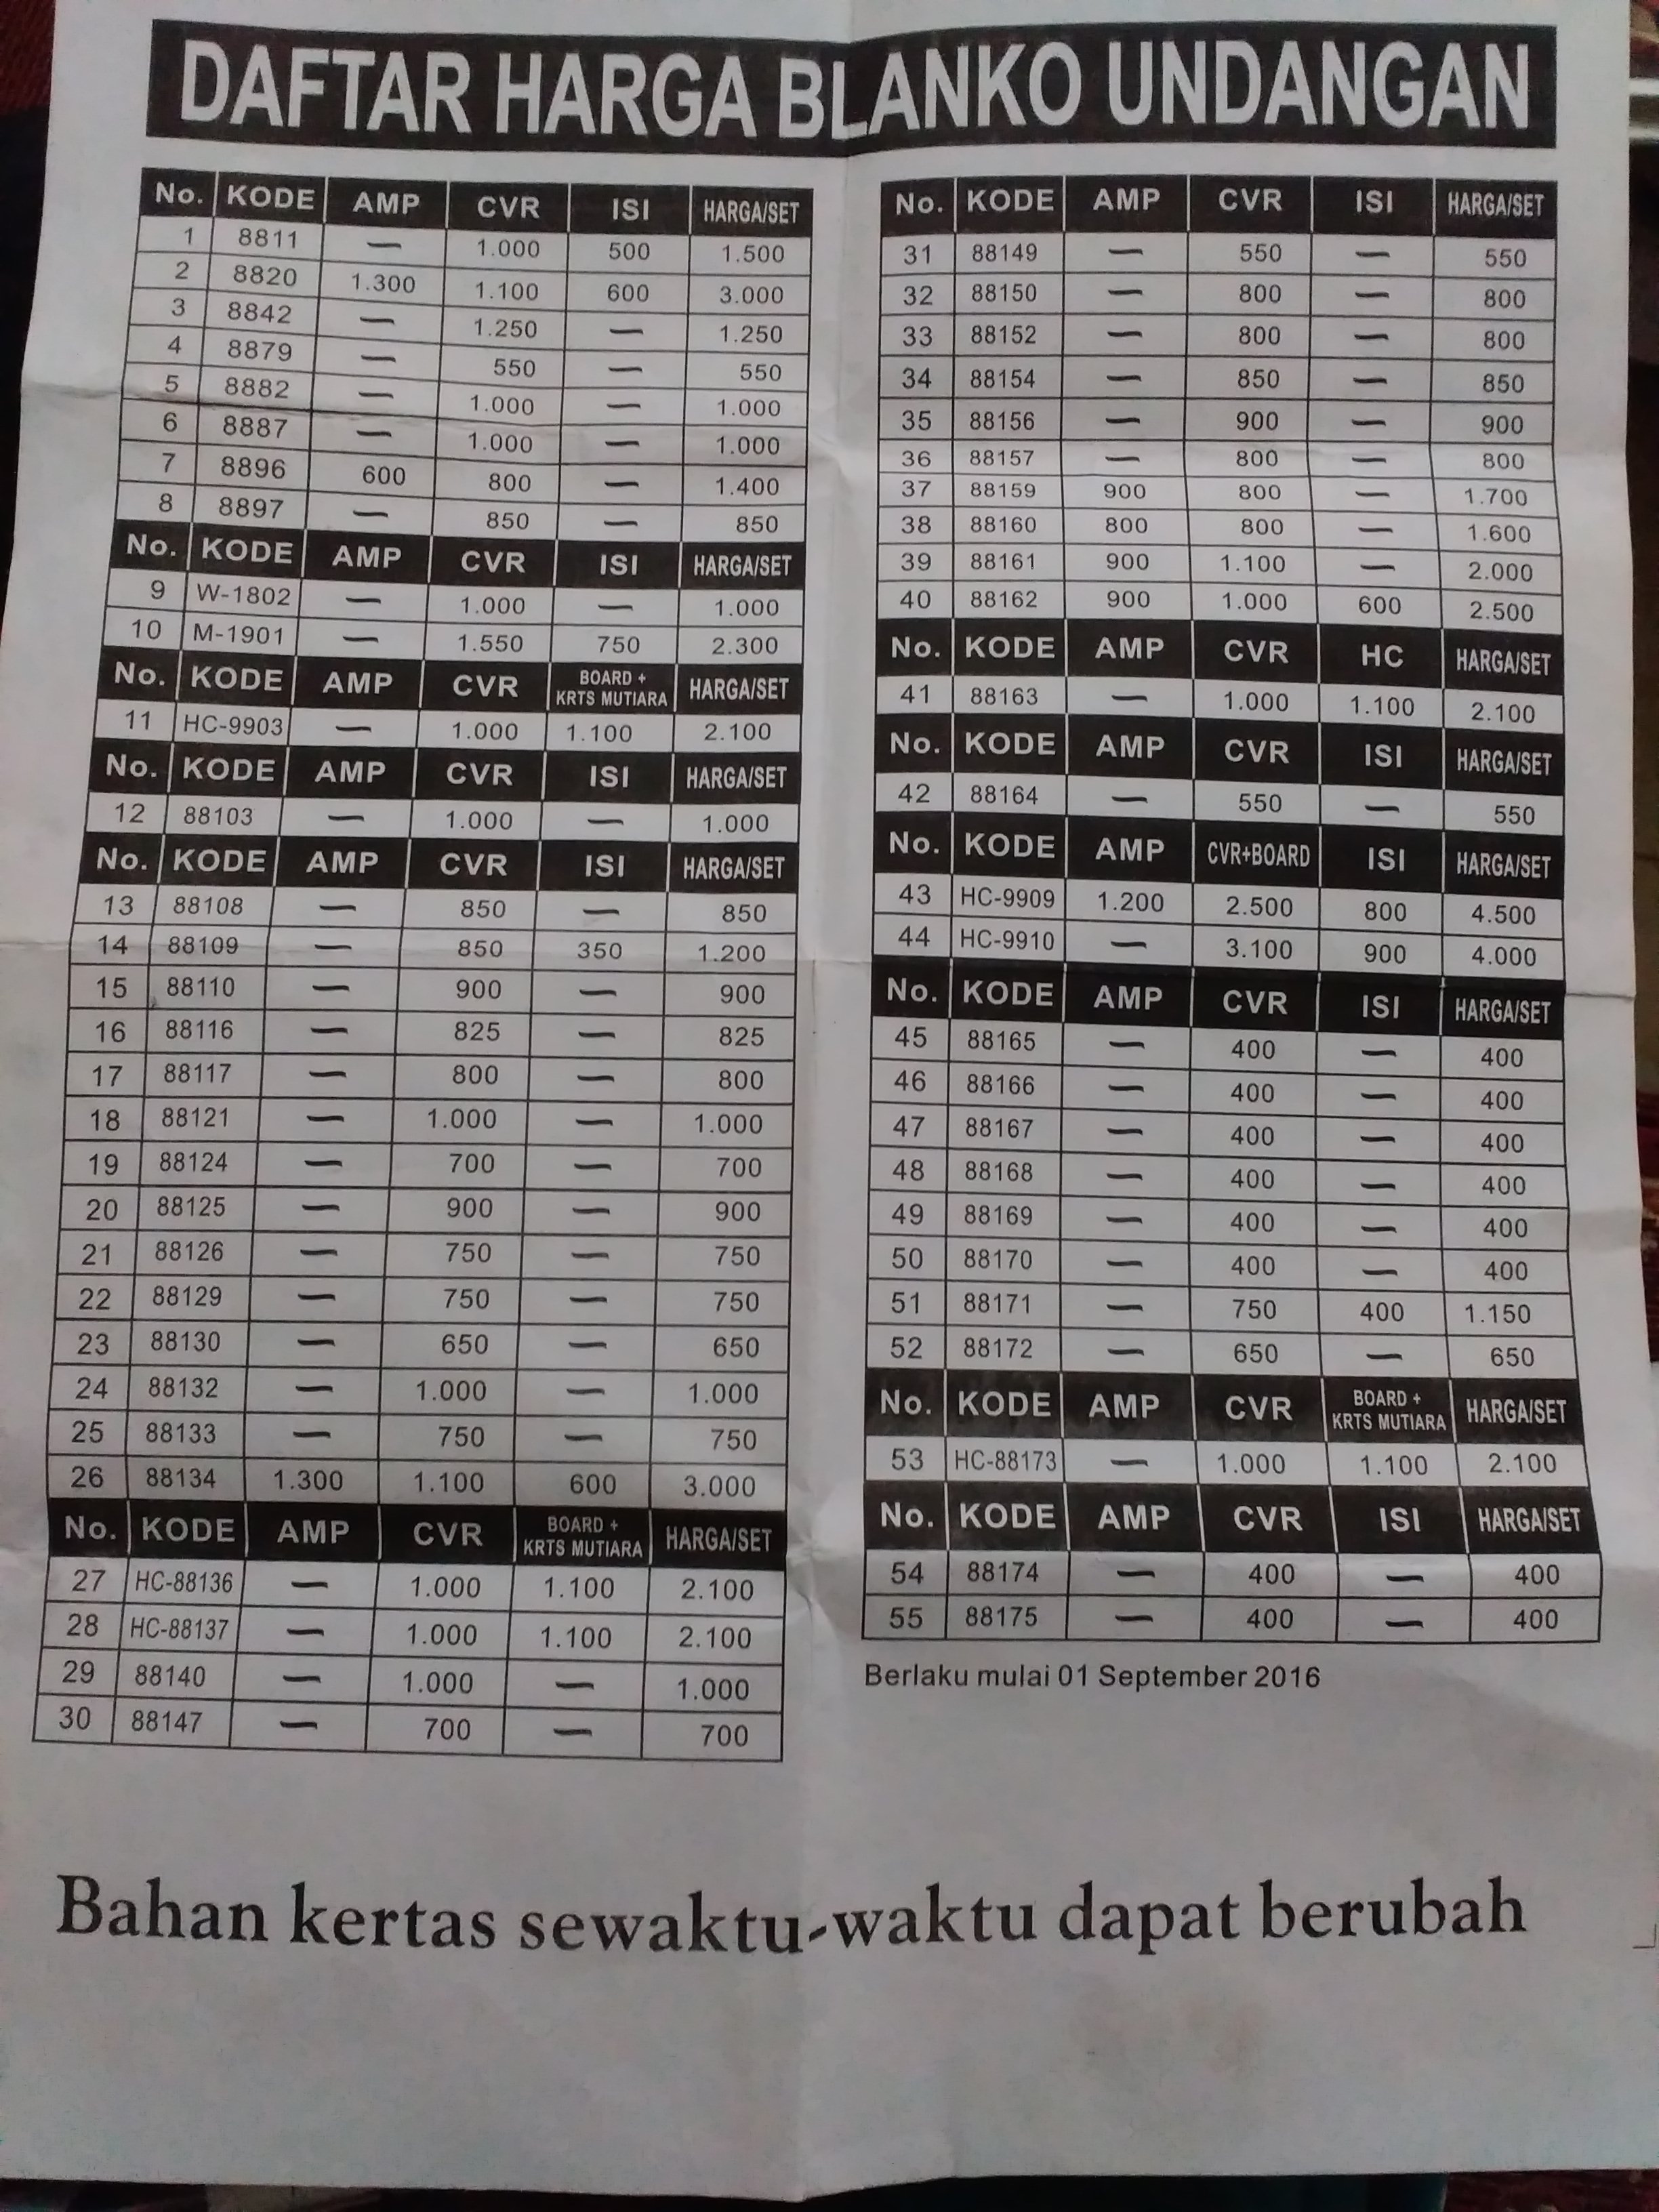 DAFTAR HARGA BLANKO UNDANGAN
No. KODE AMP CVR ISI HARGA/SET
1 8811 — 1.000 500 1.500
2 8820 1.300 1.100 600 3.000
3 8842 — 1.250 — 1.250
4 8879 — 550 — 550
5 8882 — 1.000 — 1.000
6 8887 — 1.000 — 1.000
7 8896 600 800 — 1.400
8 8897 — 850 — 850
No. KODE AMP CVR ISI HARGA/SET
9 W-1802 — 1.000 — 1.000
10 M-1901 — 1.550 750 2.300
No. KODE AMP CVR BOARD + KRTS MUTIARA HARGA/SET
11 HC-9903 — 1.000 1.100 2.100
No. KODE AMP CVR ISI HARGA/SET
12 88103 — 1.000 — 1.000
No. KODE AMP CVR ISI HARGA/SET
13 88108 — 850 — 850
14 88109 — 850 350 1.200
15 88110 — 900 — 900
16 88116 — 825 — 825
17 88117 — 800 — 800
18 88121 — 1.000 — 1.000
19 88124 — 700 — 700
20 88125 — 900 — 900
21 88126 — 750 — 750
22 88129 — 750 — 750
23 88130 — 650 — 650
24 88132 — 1.000 — 1.000
25 88133 — 750 — 750
26 88134 1.300 1.100 600 3.000
No. KODE AMP CVR BOARD + KRTS MUTIARA HARGA/SET
27 HC-88136 — 1.000 1.100 2.100
28 HC-88137 — 1.000 1.100 2.100
29 88140 — 1.000 — 1.000
30 88147 — 700 — 700
No. KODE AMP CVR ISI HARGA/SET
31 88149 — 550 — 550
32 88150 — 800 — 800
33 88152 — 800 — 800
34 88154 — 850 — 850
35 88156 — 900 — 900
36 88157 — 800 — 800
37 88159 900 800 — 1.700
38 88160 800 800 — 1.600
39 88161 900 1.100 — 2.000
40 88162 900 1.000 600 2.500
No. KODE AMP CVR HC HARGA/SET
41 88163 — 1.000 1.100 2.100
No. KODE AMP CVR ISI HARGA/SET
42 88164 — 550 — 550
No. KODE AMP CVR+BOARD ISI HARGA/SET
43 HC-9909 1.200 2.500 800 4.500
44 HC-9910 — 3.100 900 4.000
No. KODE AMP CVR ISI HARGA/SET
45 88165 — 400 — 400
46 88166 — 400 — 400
47 88167 — 400 — 400
48 88168 — 400 — 400
49 88169 — 400 — 400
50 88170 — 400 — 400
51 88171 — 750 400 1.150
52 88172 — 650 — 650
No. KODE AMP CVR BOARD + KRTS MUTIARA HARGA/SET
53 HC-88173 — 1.000 1.100 2.100
No. KODE AMP CVR ISI HARGA/SET
54 88174 — 400 — 400
55 88175 — 400 — 400
Berlaku mulai 01 September 2016
Bahan kertas sewaktu-waktu dapat berubah